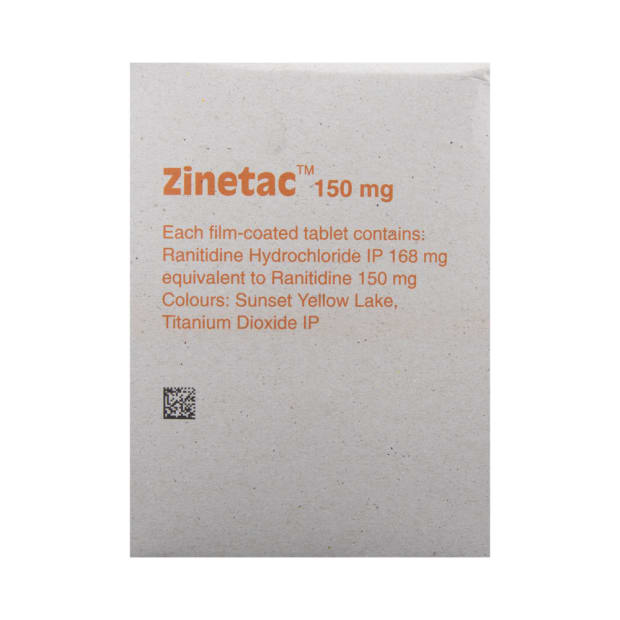 Zinetac™ 150 mg
Each film-coated tablet contains:
Ranitidine Hydrochloride IP 168 mg
equivalent to Ranitidine 150 mg
Colours: Sunset Yellow Lake,
Titanium Dioxide IP